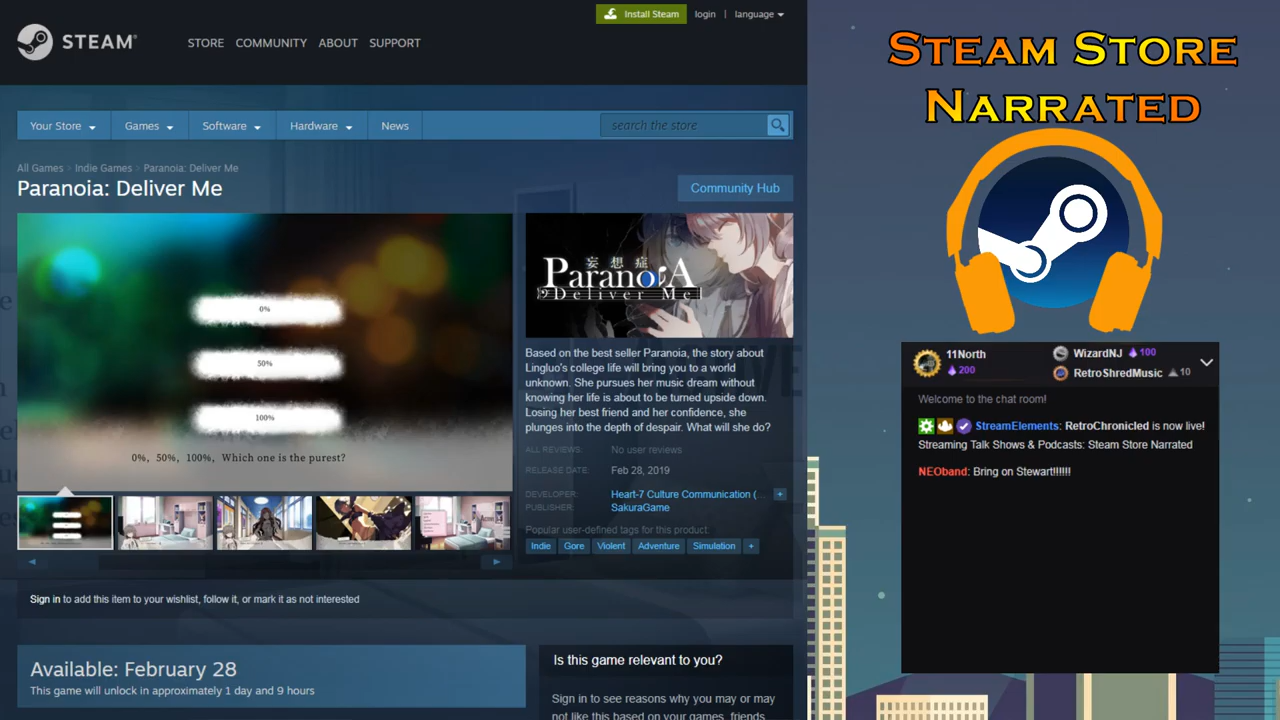 Install Steam
login | language
STEAM®
STORE COMMUNITY ABOUT SUPPORT
Your Store Games Software Hardware News
search the store
All Games > Indie Games > Paranoia: Deliver Me
Paranoia: Deliver Me
Community Hub
0%
50%
100%
0%, 50%, 100%, Which one is the purest?
妄想症
ParanoiA
Deliver Me
Based on the best seller Paranoia, the story about
Lingluo's college life will bring you to a world
unknown. She pursues her music dream without
knowing her life is about to be turned upside down.
Losing her best friend and her confidence, she
plunges into the depth of despair. What will she do?
ALL REVIEWS: No user reviews
RELEASE DATE: Feb 28, 2019
DEVELOPER: Heart-7 Culture Communication ( +
PUBLISHER: SakuraGame
Popular user-defined tags for this product:
Indie Gore Violent Adventure Simulation +
Sign in to add this item to your wishlist, follow it, or mark it as not interested
Available: February 28
This game will unlock in approximately 1 day and 9 hours
Is this game relevant to you?
Sign in to see reasons why you may or may
not like this based on your games, friends,
STEAM STORE
NARRATED
11North
200
WizardNJ 100
RetroShredMusic 10
Welcome to the chat room!
StreamElements: RetroChronicled is now live!
Streaming Talk Shows & Podcasts: Steam Store Narrated
NEOband: Bring on Stewart!!!!!!